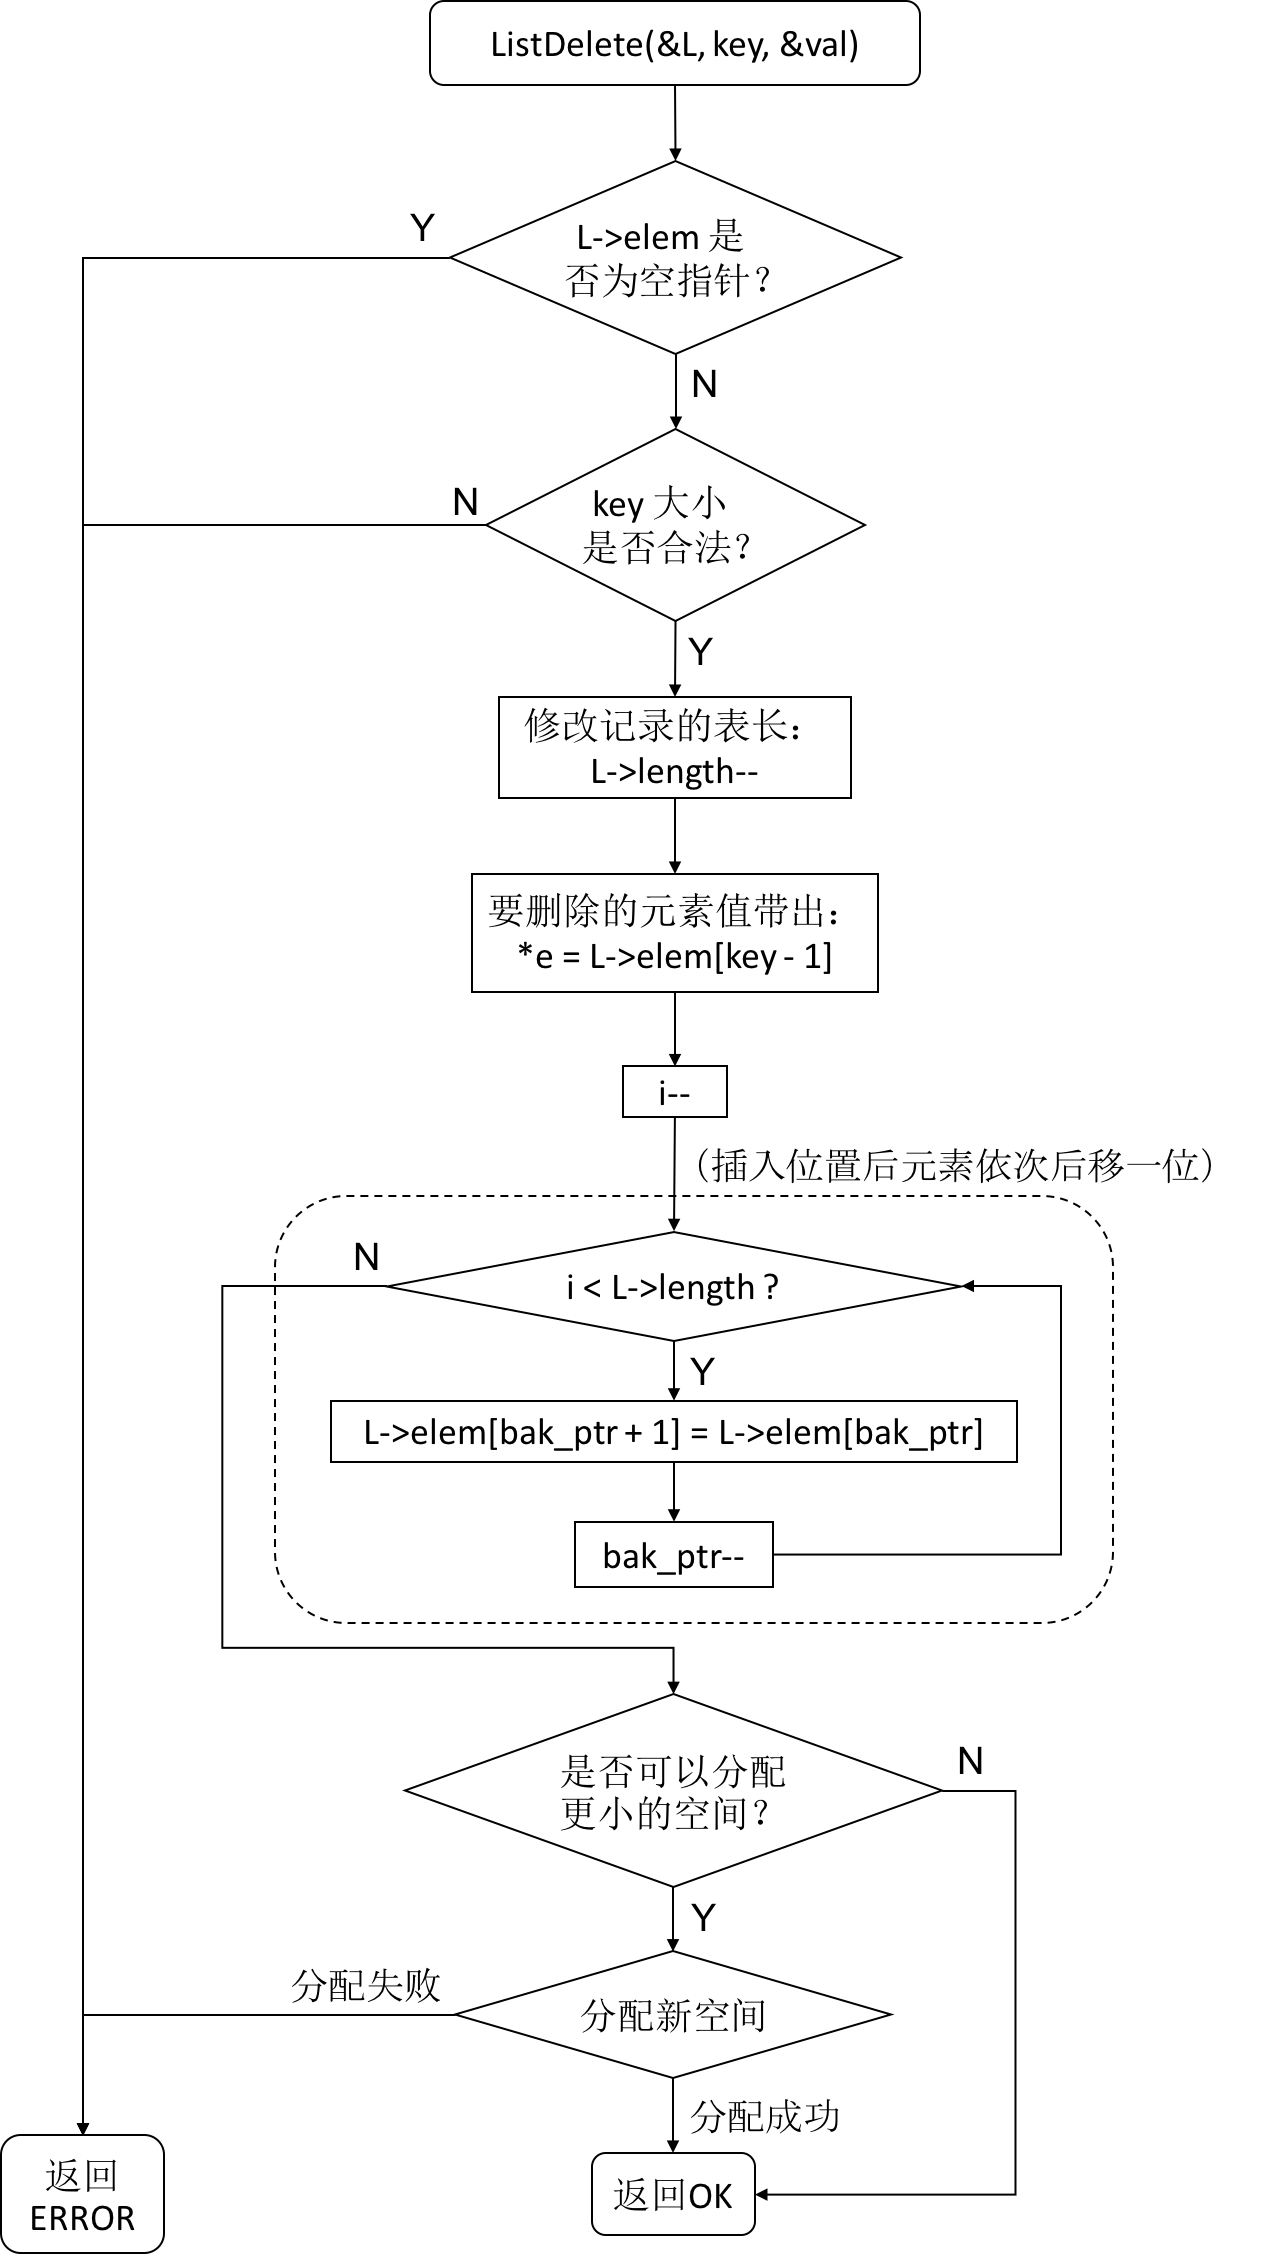 ListDelete(&L, key, &val)
Y
L->elem 是
否为空指针？
N
N
key 大小
是否合法？
Y
修改记录的表长：
L->length--
要删除的元素值带出：
*e = L->elem[key - 1]
i--
（插入位置后元素依次后移一位）
N
i < L->length ?
Y
L->elem[bak_ptr + 1] = L->elem[bak_ptr]
bak_ptr--
是否可以分配
更小的空间？
N
Y
分配失败
分配新空间
分配成功
返回
ERROR
返回OK